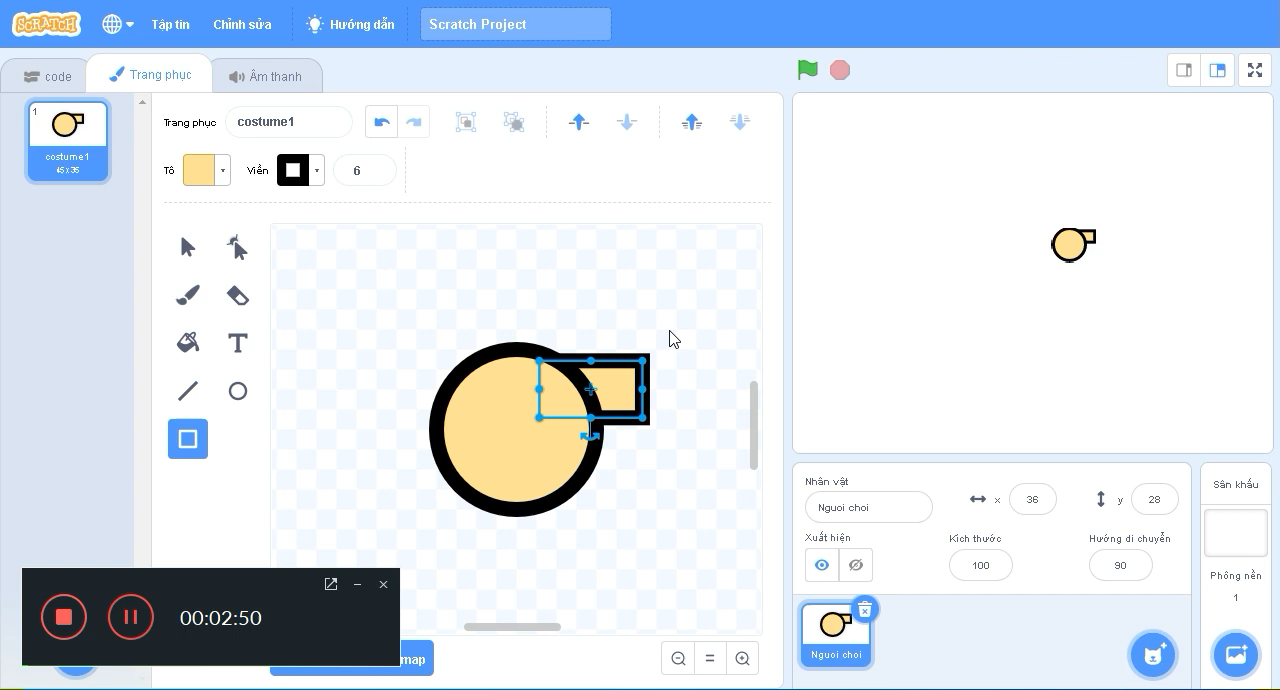 SCRATCH
Tập tin
Chỉnh sửa
Hướng dẫn
Scratch Project
code
Trang phục
Âm thanh
1
costume1
45 x 36
Trang phục
costume1
Tô
Viền
6
Nhân vật
Nguoi choi
x
36
y
28
Xuất hiện
Kích thước
100
Hướng di chuyển
90
Nguoi choi
Sân khấu
Phông nền
1
00:02:50
map